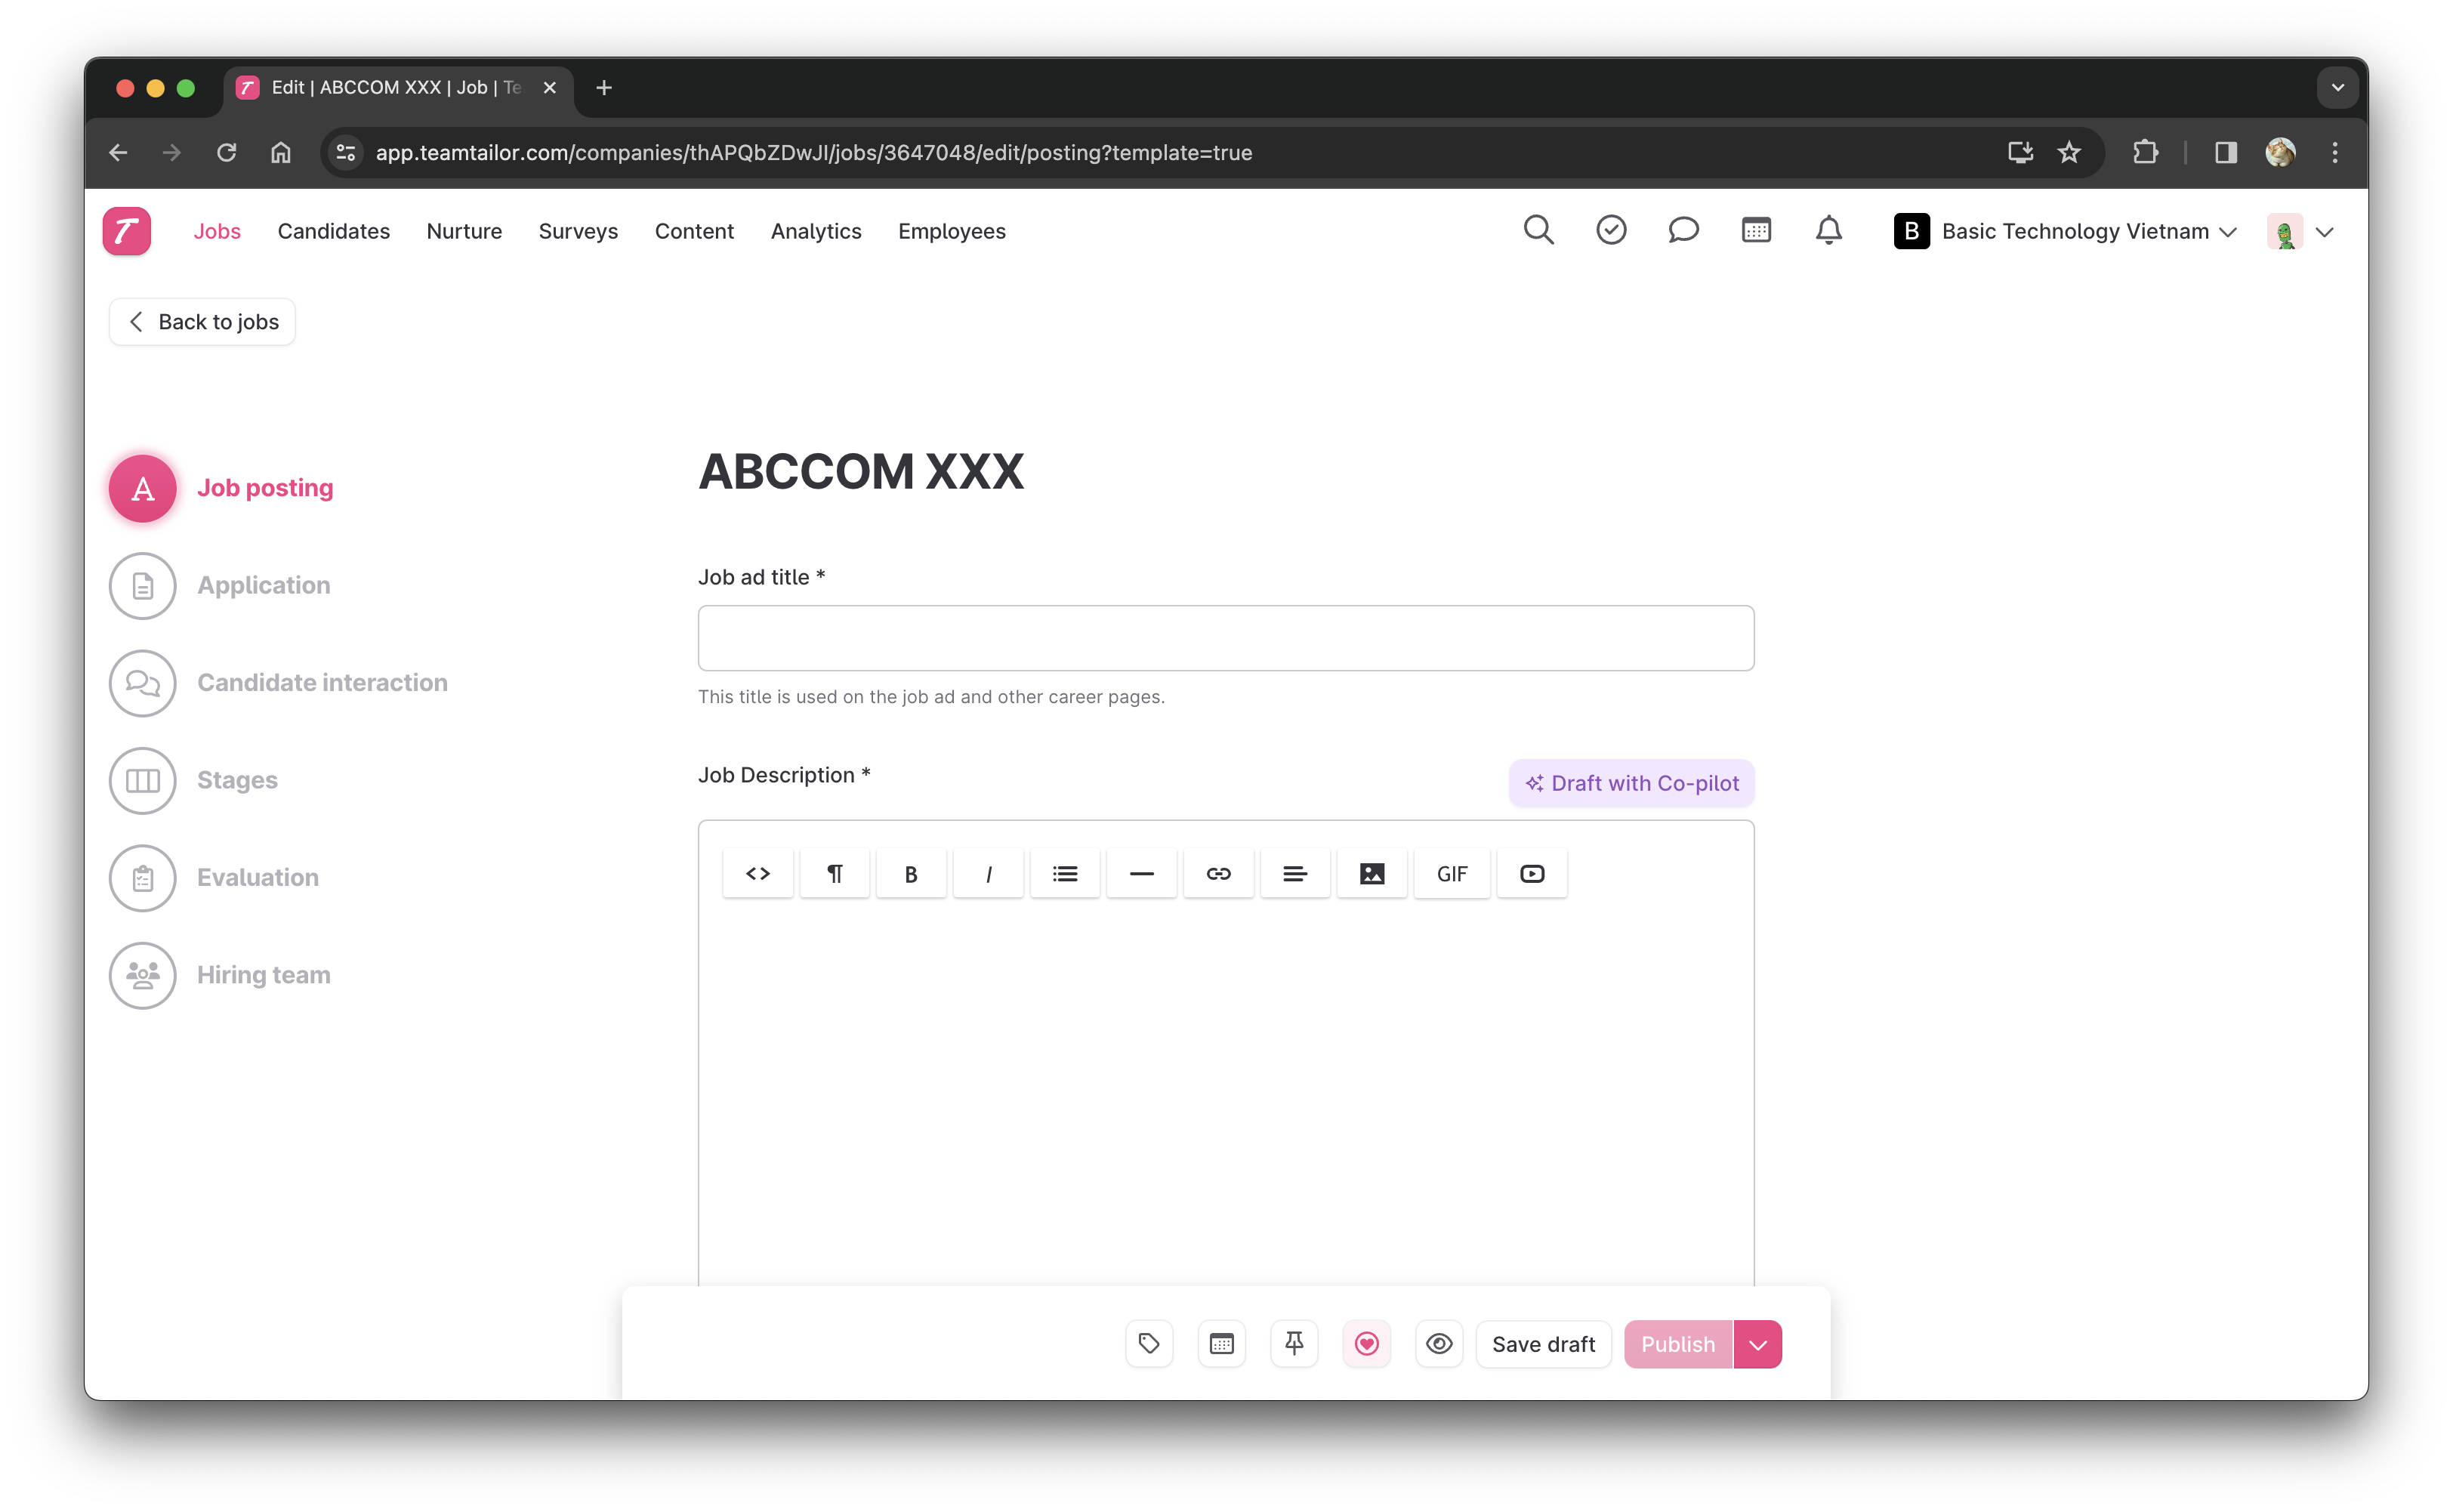 Edit | ABCCOM XXX | Job | Te
app.teamtailor.com/companies/thAPQbZDwJI/jobs/3647048/edit/posting?template=true
Jobs Candidates Nurture Surveys Content Analytics Employees B Basic Technology Vietnam
Back to jobs
ABCCOM XXX
Job posting
Application
Candidate interaction
Stages
Evaluation
Hiring team
Job ad title *
This title is used on the job ad and other career pages.
Job Description *
Draft with Co-pilot
B I GIF
Save draft Publish